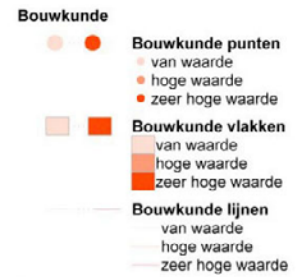 Bouwkunde
Bouwkunde punten
van waarde
hoge waarde
zeer hoge waarde
Bouwkunde vlakken
van waarde
hoge waarde
zeer hoge waarde
Bouwkunde lijnen
van waarde
hoge waarde
zeer hoge waarde